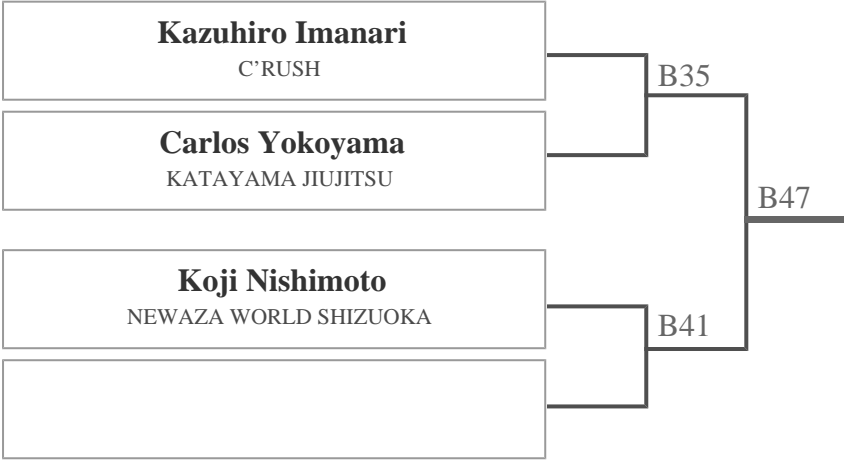 Kazuhiro Imanari
C'RUSH
B35
Carlos Yokoyama
KATAYAMA JIUJITSU
B47
Koji Nishimoto
NEWAZA WORLD SHIZUOKA
B41